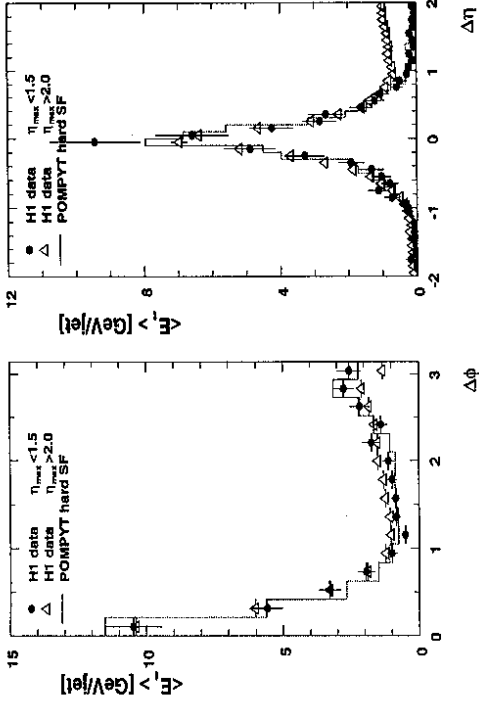 <E_t> [GeV/jet]
15
10
5
0
● H1 data η_max<1.5
△ H1 data η_max>2.0
— POMPYT hard SF
0 1 2 3
Δφ
<E_t> [GeV/jet]
12
8
4
0
● H1 data η_max<1.5
△ H1 data η_max>2.0
— POMPYT hard SF
-2 -1 0 1 2
Δη